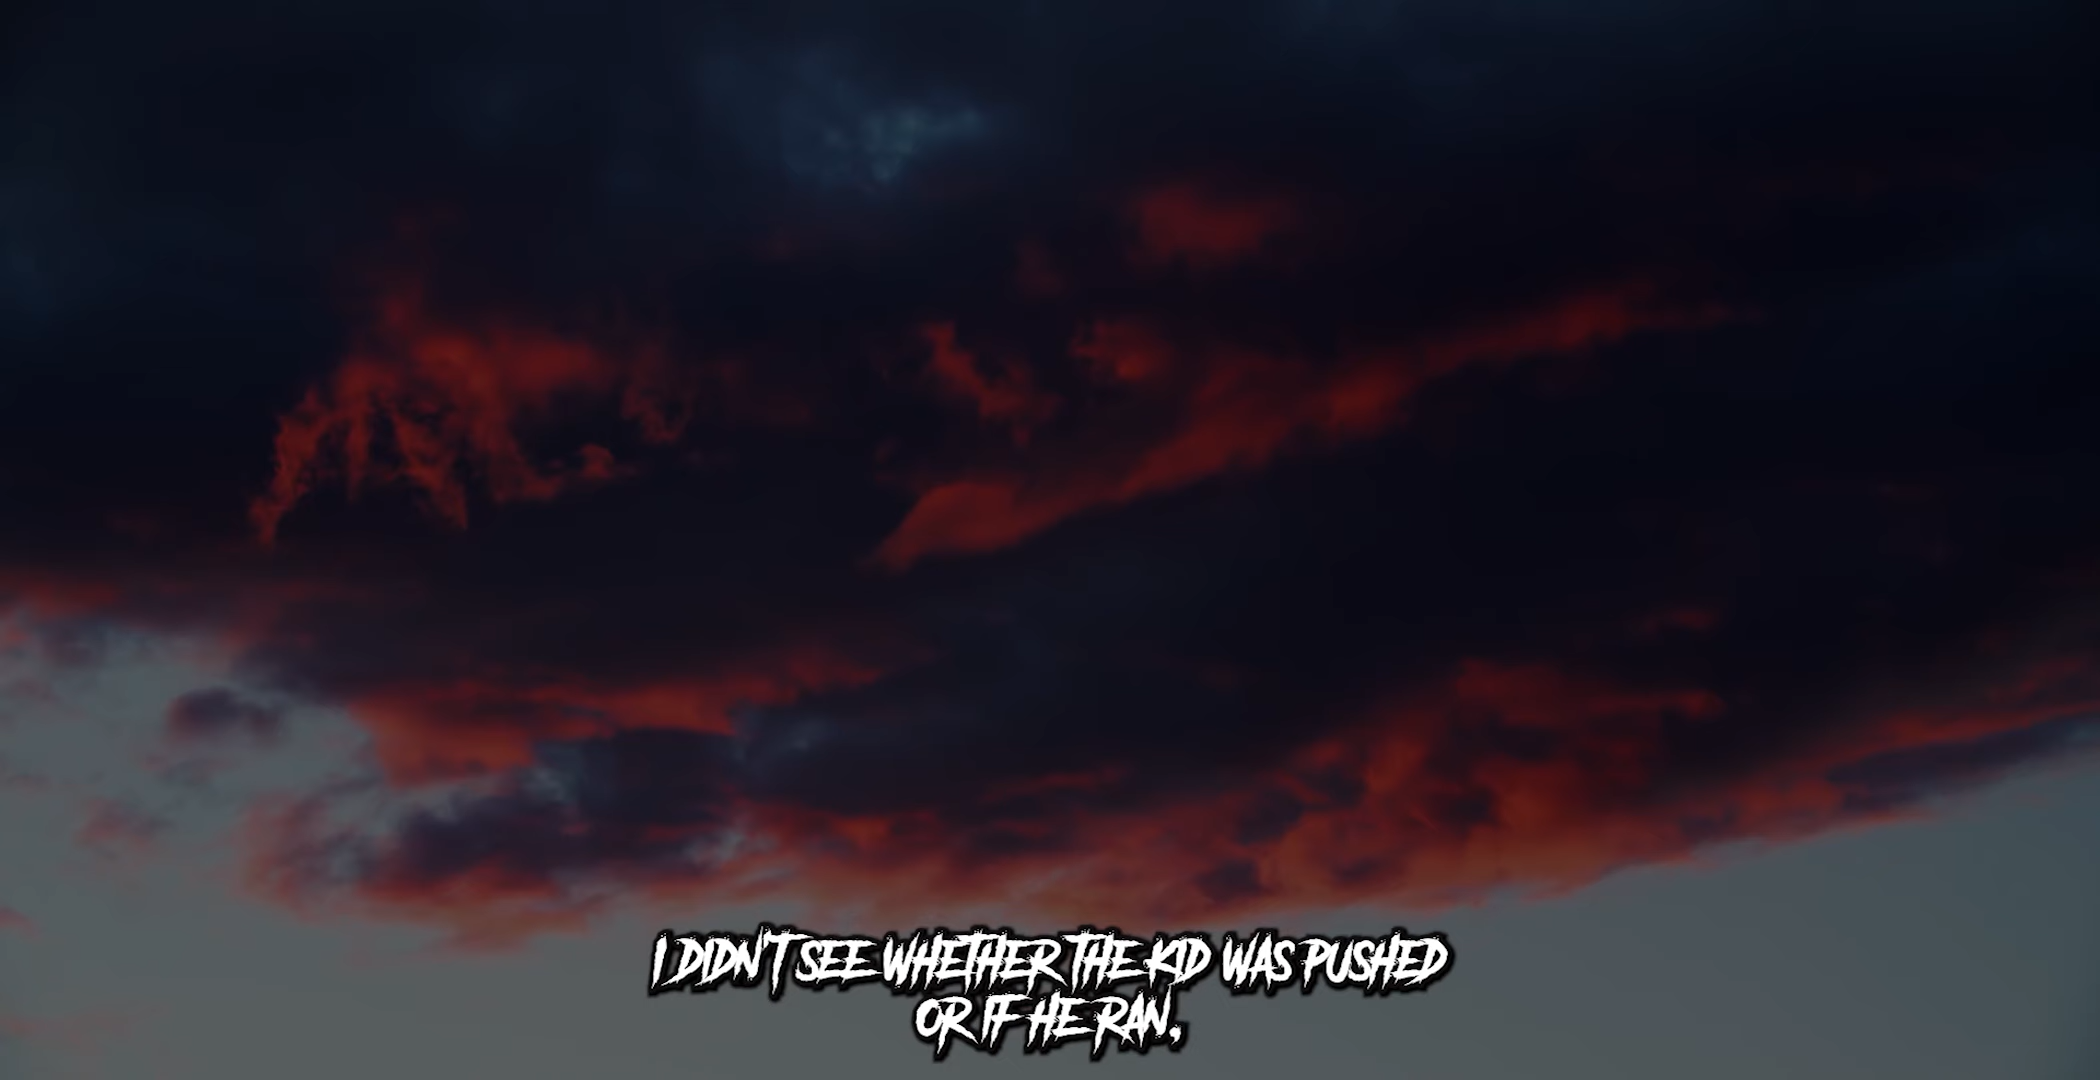 I DIDN'T SEE WHETHER THE KID WAS PUSHED
OR IF HE RAN,